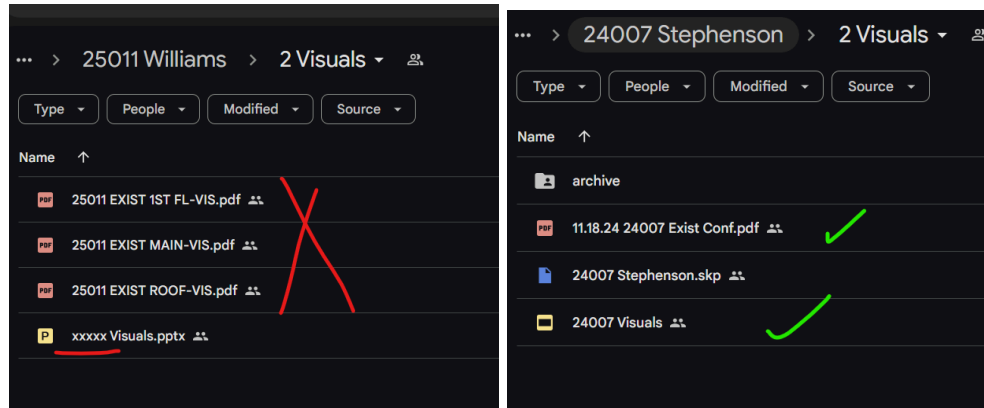 25011 Williams > 2 Visuals
Type People Modified Source
Name
25011 EXIST 1ST FL-VIS.pdf
25011 EXIST MAIN-VIS.pdf
25011 EXIST ROOF-VIS.pdf
xxxxx Visuals.pptx
24007 Stephenson > 2 Visuals
Type People Modified Source
Name
archive
11.18.24 24007 Exist Conf.pdf
24007 Stephenson.skp
24007 Visuals